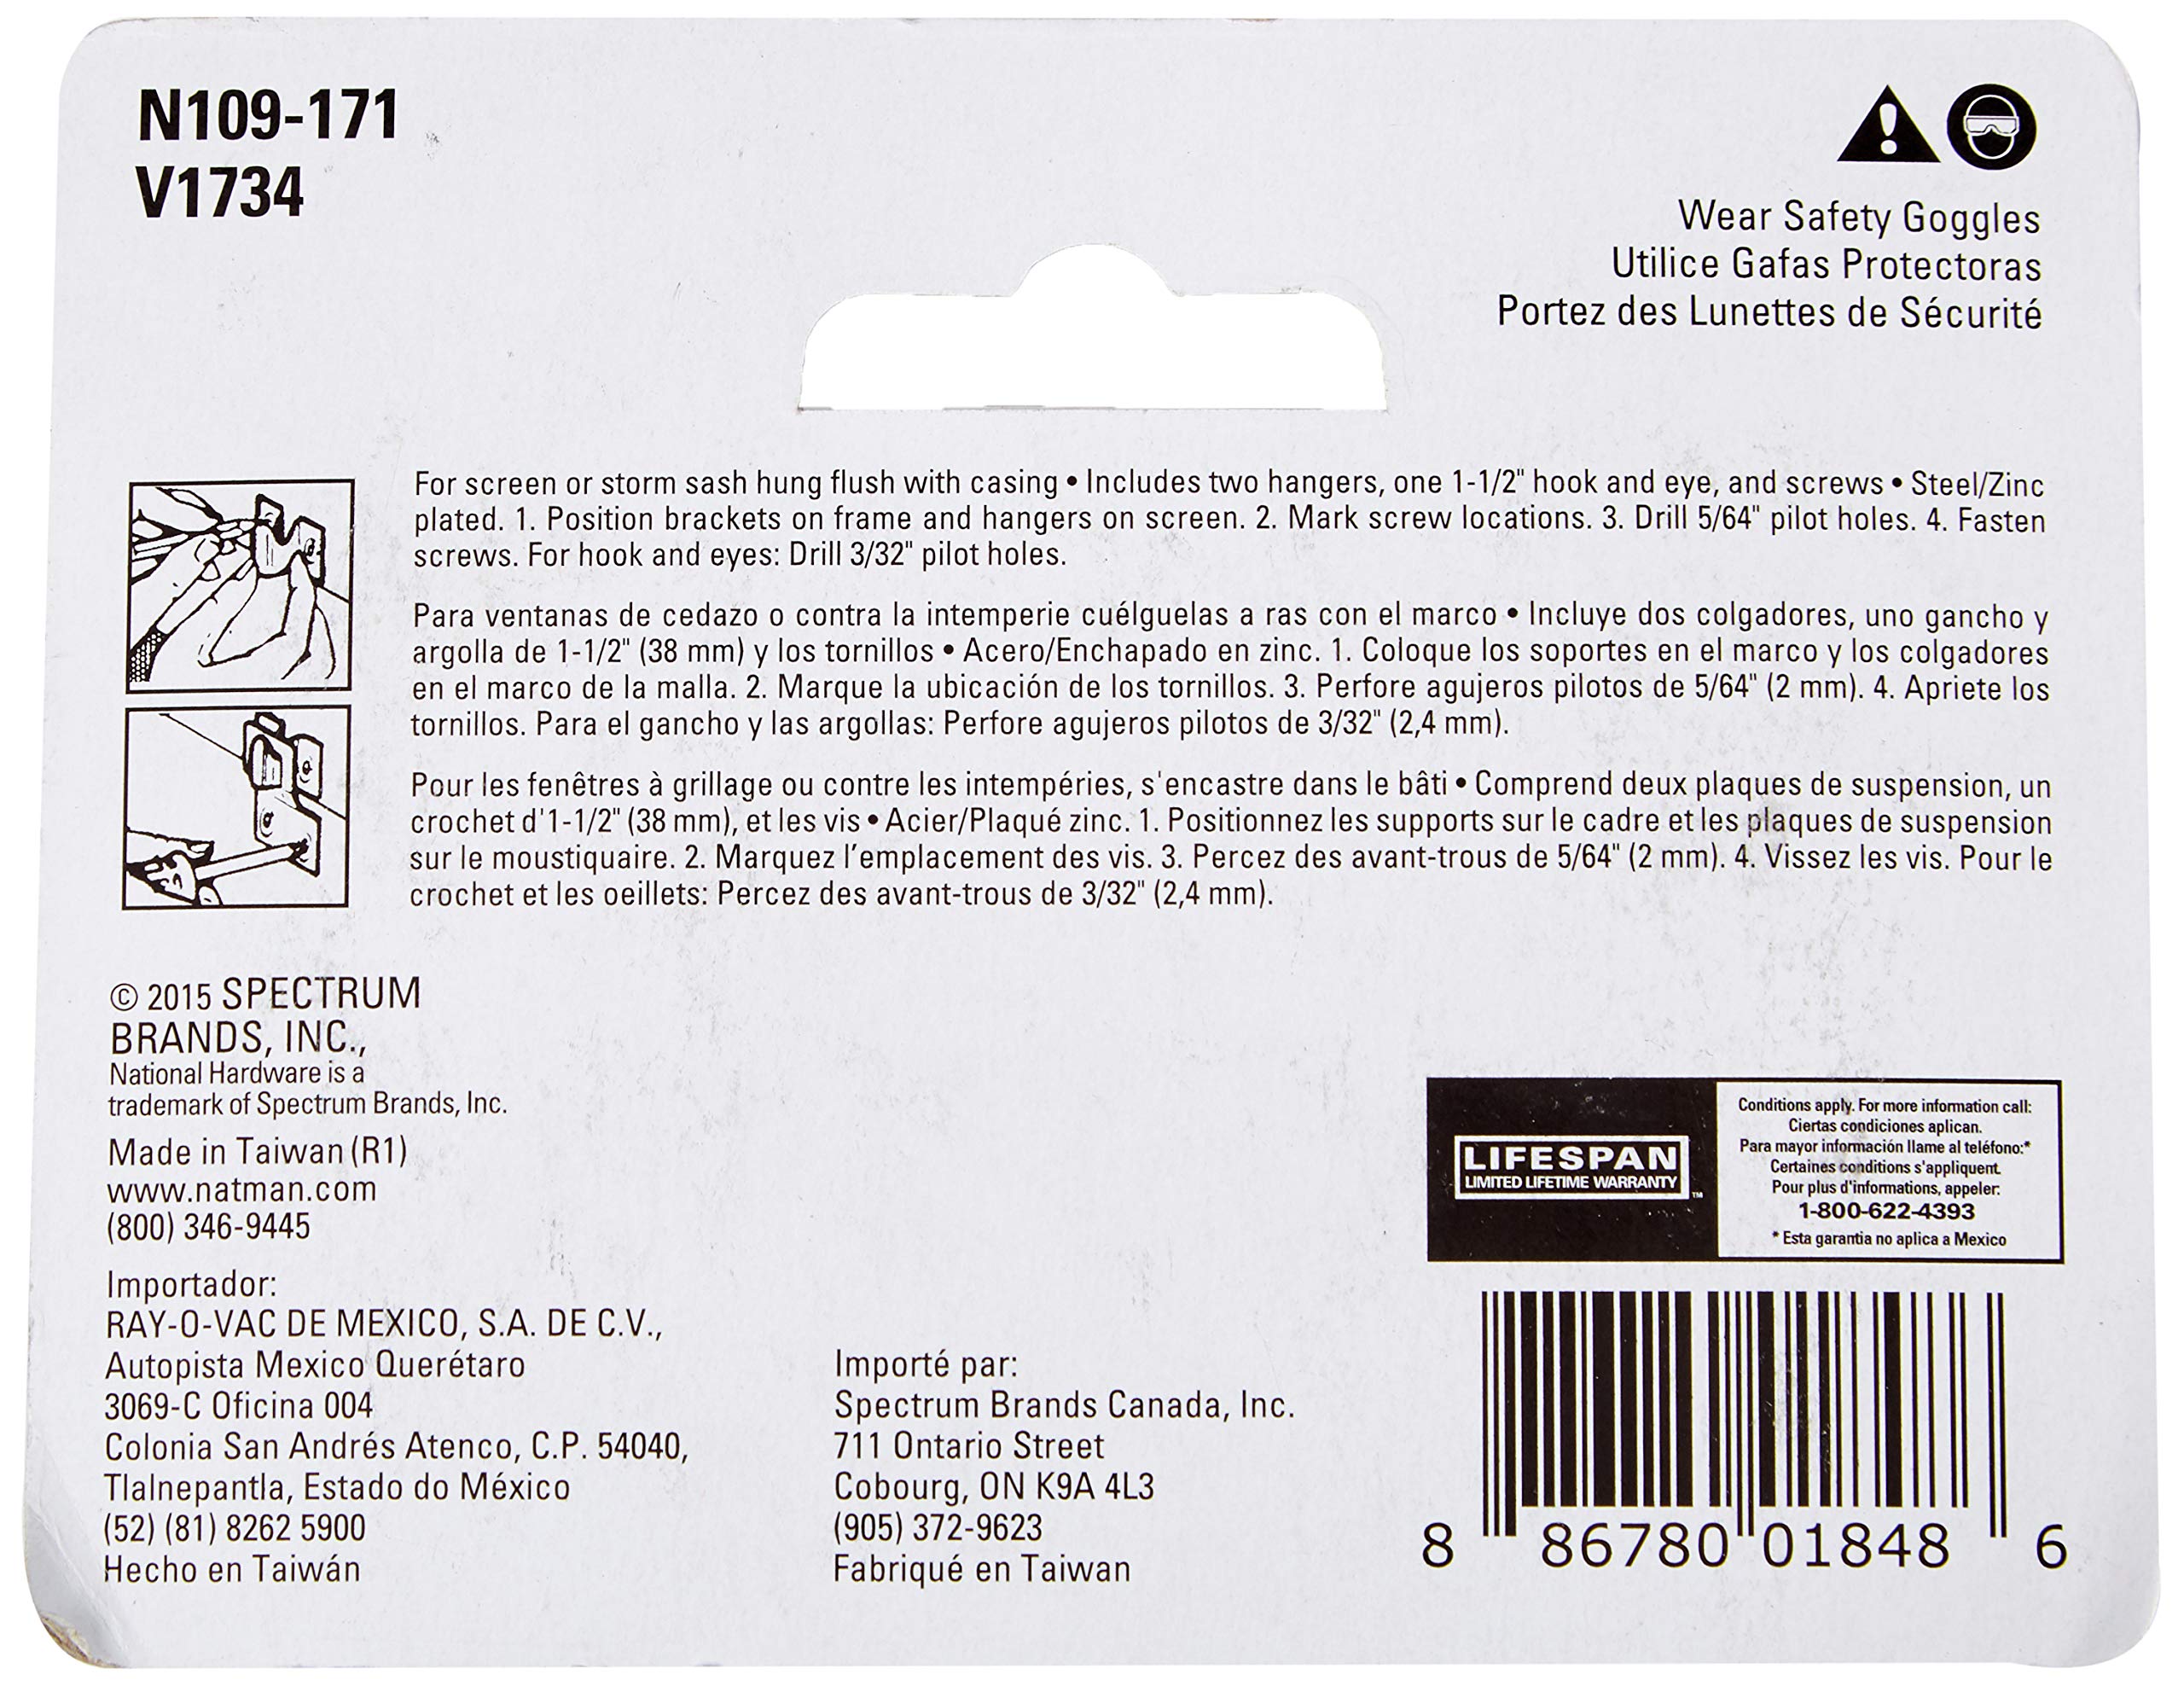 N109-171
V1734
Wear Safety Goggles
Utilice Gafas Protectoras
Portez des Lunettes de Sécurité
For screen or storm sash hung flush with casing • Includes two hangers, one 1-1/2" hook and eye, and screws • Steel/Zinc
plated. 1. Position brackets on frame and hangers on screen. 2. Mark screw locations. 3. Drill 5/64" pilot holes. 4. Fasten
screws. For hook and eyes: Drill 3/32" pilot holes.
Para ventanas de cedazo o contra la intemperie cuélguelas a ras con el marco • Incluye dos colgadores, uno gancho y
argolla de 1-1/2" (38 mm) y los tornillos • Acero/Enchapado en zinc. 1. Coloque los soportes en el marco y los colgadores
en el marco de la malla. 2. Marque la ubicación de los tornillos. 3. Perfore agujeros pilotos de 5/64" (2 mm). 4. Apriete los
tornillos. Para el gancho y las argollas: Perfore agujeros pilotos de 3/32" (2,4 mm).
Pour les fenêtres à grillage ou contre les intempéries, s'encastre dans le bâti • Comprend deux plaques de suspension, un
crochet d'1-1/2" (38 mm), et les vis • Acier/Plaqué zinc. 1. Positionnez les supports sur le cadre et les plaques de suspension
sur le moustiquaire. 2. Marquez l'emplacement des vis. 3. Percez des avant-trous de 5/64" (2 mm). 4. Vissez les vis. Pour le
crochet et les oeillets: Percez des avant-trous de 3/32" (2,4 mm).
© 2015 SPECTRUM
BRANDS, INC.,
National Hardware is a
trademark of Spectrum Brands, Inc.
Made in Taiwan (R1)
www.natman.com
(800) 346-9445
Importador:
RAY-O-VAC DE MEXICO, S.A. DE C.V.,
Autopista Mexico Querétaro
3069-C Oficina 004
Colonia San Andrés Atenco, C.P. 54040,
Tlalnepantla, Estado do México
(52) (81) 8262 5900
Hecho en Taiwán
Importé par:
Spectrum Brands Canada, Inc.
711 Ontario Street
Cobourg, ON K9A 4L3
(905) 372-9623
Fabriqué en Taiwan
LIFESPAN
LIMITED LIFETIME WARRANTY ™
Conditions apply. For more information call:
Ciertas condiciones aplican.
Para mayor información llame al teléfono:*
Certaines conditions s'appliquent.
Pour plus d'informations, appeler:
1-800-622-4393
* Esta garantia no aplica a Mexico
8 86780 01848 6